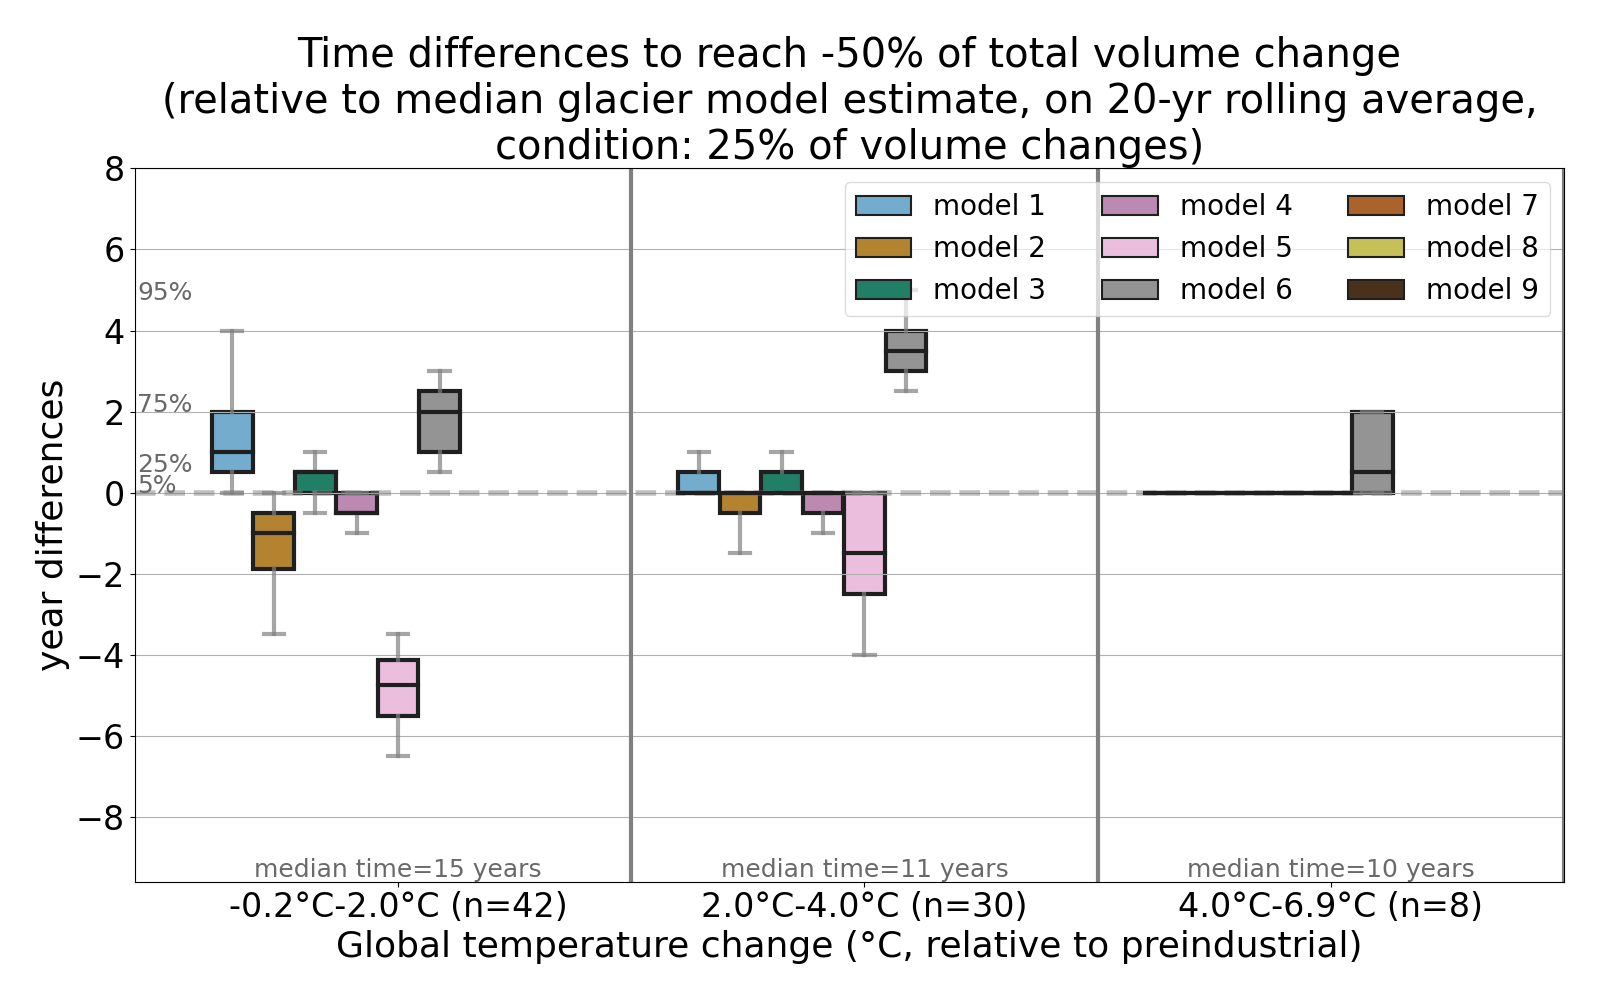 Time differences to reach -50% of total volume change
(relative to median glacier model estimate, on 20-yr rolling average,
condition: 25% of volume changes)
8
6
4
2
0
−2
−4
−6
−8
year differences
95%
75%
25%
5%
model 1
model 2
model 3
model 4
model 5
model 6
model 7
model 8
model 9
median time=15 years
median time=11 years
median time=10 years
-0.2°C-2.0°C (n=42)
2.0°C-4.0°C (n=30)
4.0°C-6.9°C (n=8)
Global temperature change (°C, relative to preindustrial)